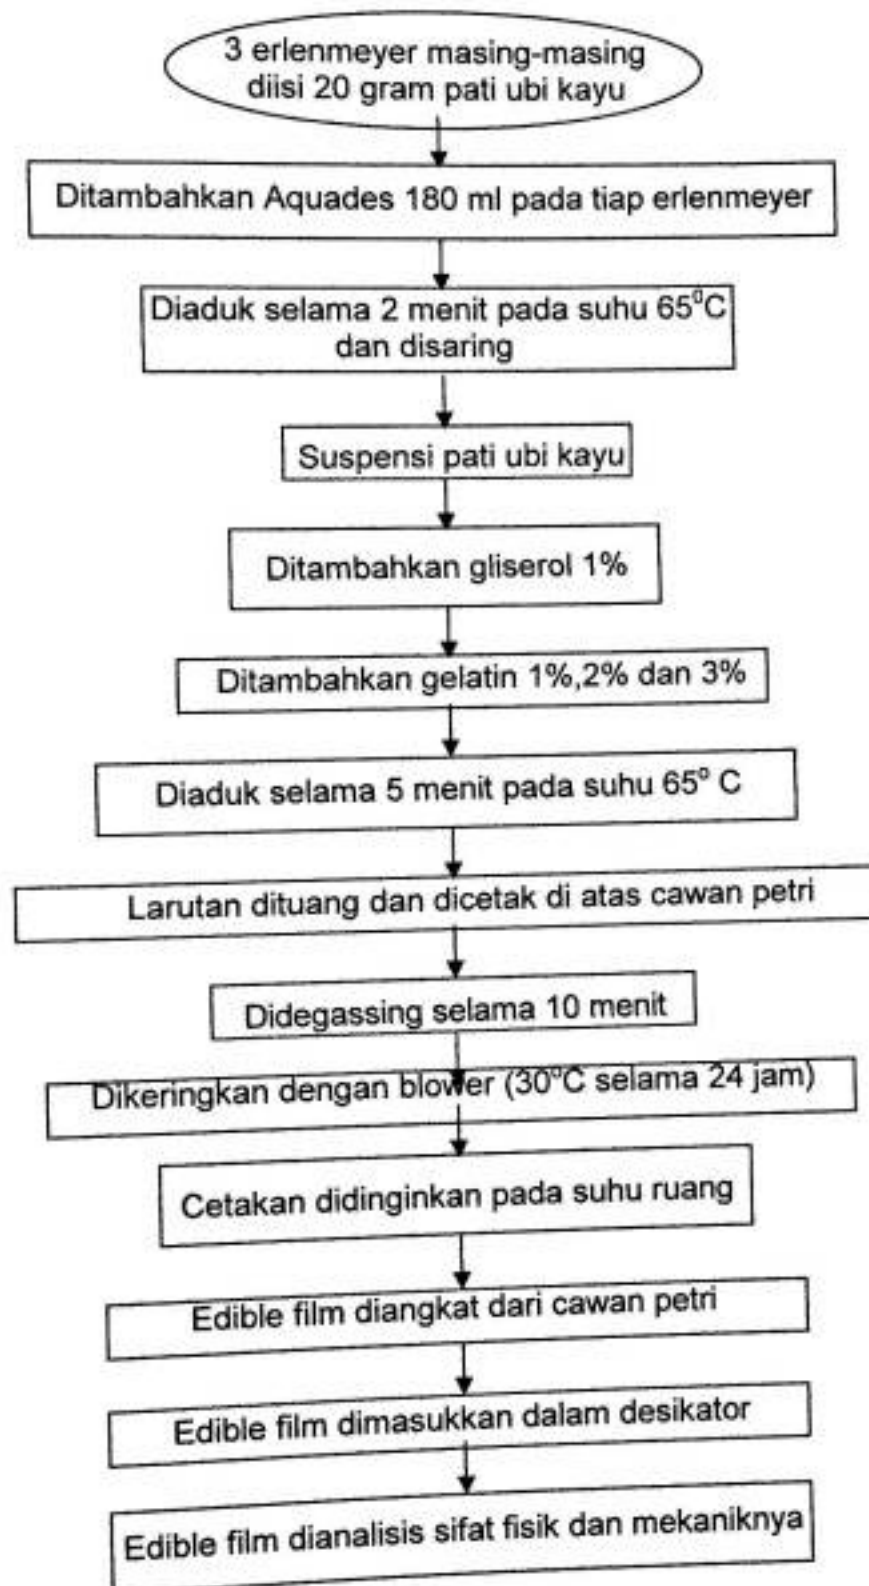 3 erlenmeyer masing-masing
diisi 20 gram pati ubi kayu
Ditambahkan Aquades 180 ml pada tiap erlenmeyer
Diaduk selama 2 menit pada suhu 65⁰C
dan disaring
Suspensi pati ubi kayu
Ditambahkan gliserol 1%
Ditambahkan gelatin 1%,2% dan 3%
Diaduk selama 5 menit pada suhu 65° C
Larutan dituang dan dicetak di atas cawan petri
Didegassing selama 10 menit
Dikeringkan dengan blower (30°C selama 24 jam)
Cetakan didinginkan pada suhu ruang
Edible film diangkat dari cawan petri
Edible film dimasukkan dalam desikator
Edible film dianalisis sifat fisik dan mekaniknya